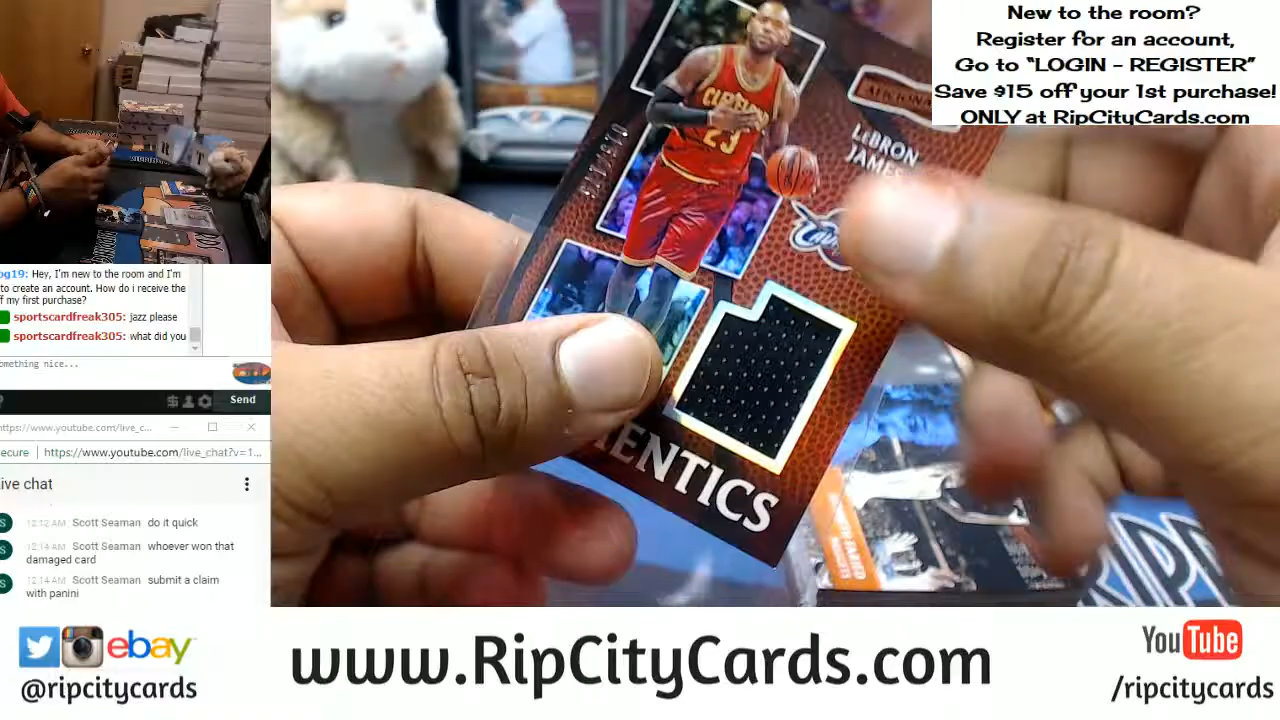 New to the room?
Register for an account,
Go to "LOGIN - REGISTER"
Save $15 off your 1st purchase!
ONLY at RipCityCards.com
CAVALIERS
23
LEBRON
JAMES
ENTICS
og19: Hey, I'm new to the room and I'm
to create an account. How do i receive the
ff my first purchase?
sportscardfreak305: jazz please
sportscardfreak305: what did you
omething nice...
Send
https://www.youtube.com/live_c...
ecure
https://www.youtube.com/live_chat?v=1...
ive chat
12:12 AM Scott Seaman do it quick
12:14 AM Scott Seaman whoever won that
damaged card
12:14 AM Scott Seaman submit a claim
with panini
ebay
@ripcitycards
www.RipCityCards.com
YouTube
/ripcitycards